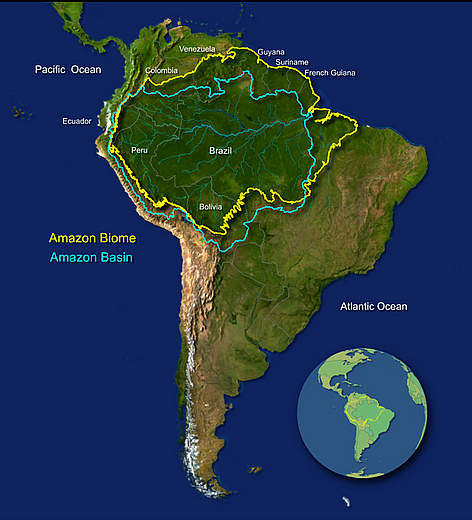 Venezuela
Guyana
Suriname
Pacific Ocean
Colombia
French Guiana
Ecuador
Peru
Brazil
Bolivia
Amazon Biome
Amazon Basin
Atlantic Ocean